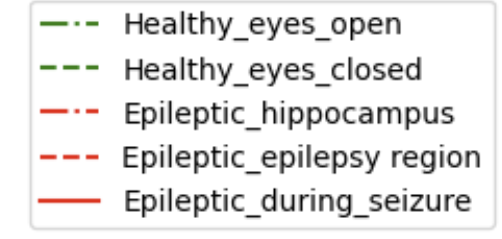 Healthy_eyes_open
Healthy_eyes_closed
Epileptic_hippocampus
Epileptic_epilepsy region
Epileptic_during_seizure